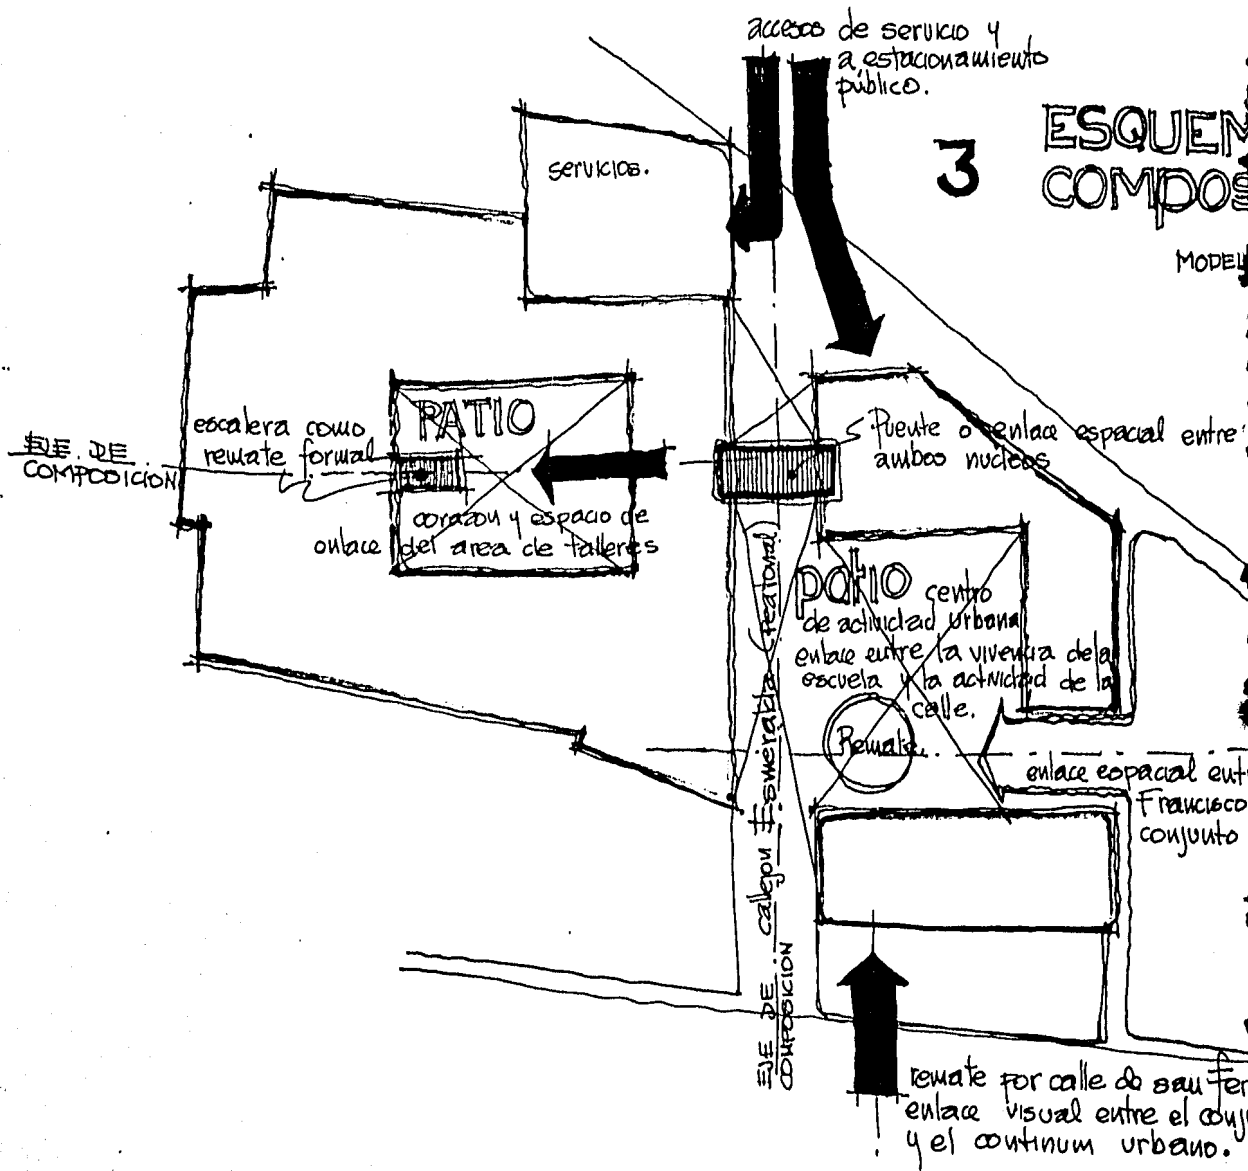 accesos de servicio y
a estacionamiento
público.
3
ESQUEM
COMPOS
MODEL
servicios.
PATIO
escalera como
remate formal
EJE DE
COMPOSICION
corazon y espacio de
enlace del area de talleres
Puente o enlace espacial entre
ambos nucleos
patio centro
de actividad urbana
enlace entre la vivencia de la
escuela y la actividad de la
calle.
Remate.
enlace espacial ent
Francisco
conjunto
EJE DE callejon Esmeralda (peatonal)
COMPOSICION
remate por calle de san fer
enlace visual entre el conj
y el continum urbano.